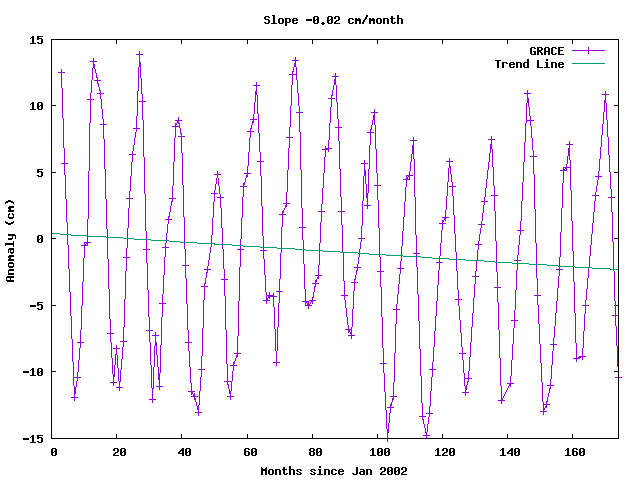 Slope -0.02 cm/month
GRACE
Trend Line
15
10
5
0
-5
-10
-15
Anomaly (cm)
0 20 40 60 80 100 120 140 160
Months since Jan 2002